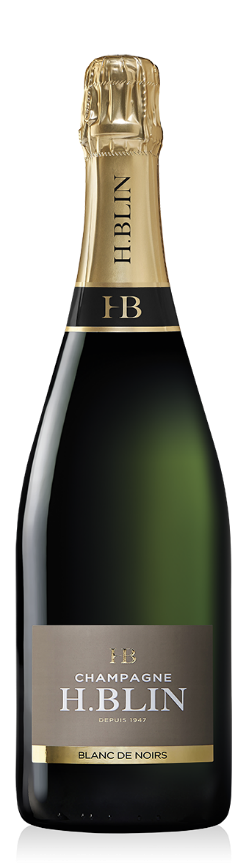 H.BLIN
HB
HB
CHAMPAGNE
H.BLIN
DEPUIS 1947
BLANC DE NOIRS